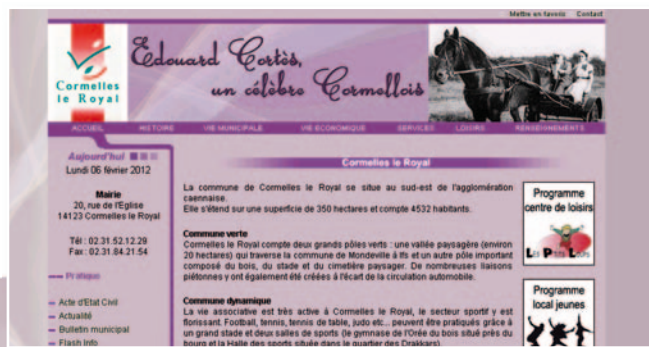 Mettre en favoris Contact
Cormelles
le Royal
Edouard Cortès,
un célèbre Cormellois
ACCUEIL HISTOIRE VIE MUNICIPALE VIE ECONOMIQUE SERVICES LOISIRS RENSEIGNEMENTS
Aujourd'hui
Lundi 06 février 2012
Mairie
20, rue de l'Eglise
14123 Cormelles le Royal
Tél : 02.31.52.12.29
Fax : 02.31.84.21.54
Pratique
Acte d'Etat Civil
Actualité
Bulletin municipal
Flash Info
Cormelles le Royal
La commune de Cormelles le Royal se situe au sud-est de l'agglomération
caennaise.
Elle s'étend sur une superficie de 350 hectares et compte 4532 habitants.
Commune verte
Cormelles le Royal compte deux grands pôles verts : une vallée paysagère (environ
20 hectares) qui traverse la commune de Mondeville à Ifs et un autre pôle important
composé du bois, du stade et du cimetière paysager. De nombreuses liaisons
piétonnes y ont également été créées à l'écart de la circulation automobile.
Commune dynamique
La vie associative est très active à Cormelles le Royal, le secteur sportif y est
florissant. Football, tennis, tennis de table, judo etc... peuvent être pratiqués grâce à
un grand stade et deux salles de sports (le gymnase de l'Orée du bois situé près du
bourg et la Halle des sports située dans le quartier des Drakkars).
Programme
centre de loisirs
Les P'tits Loups
Programme
local jeunes